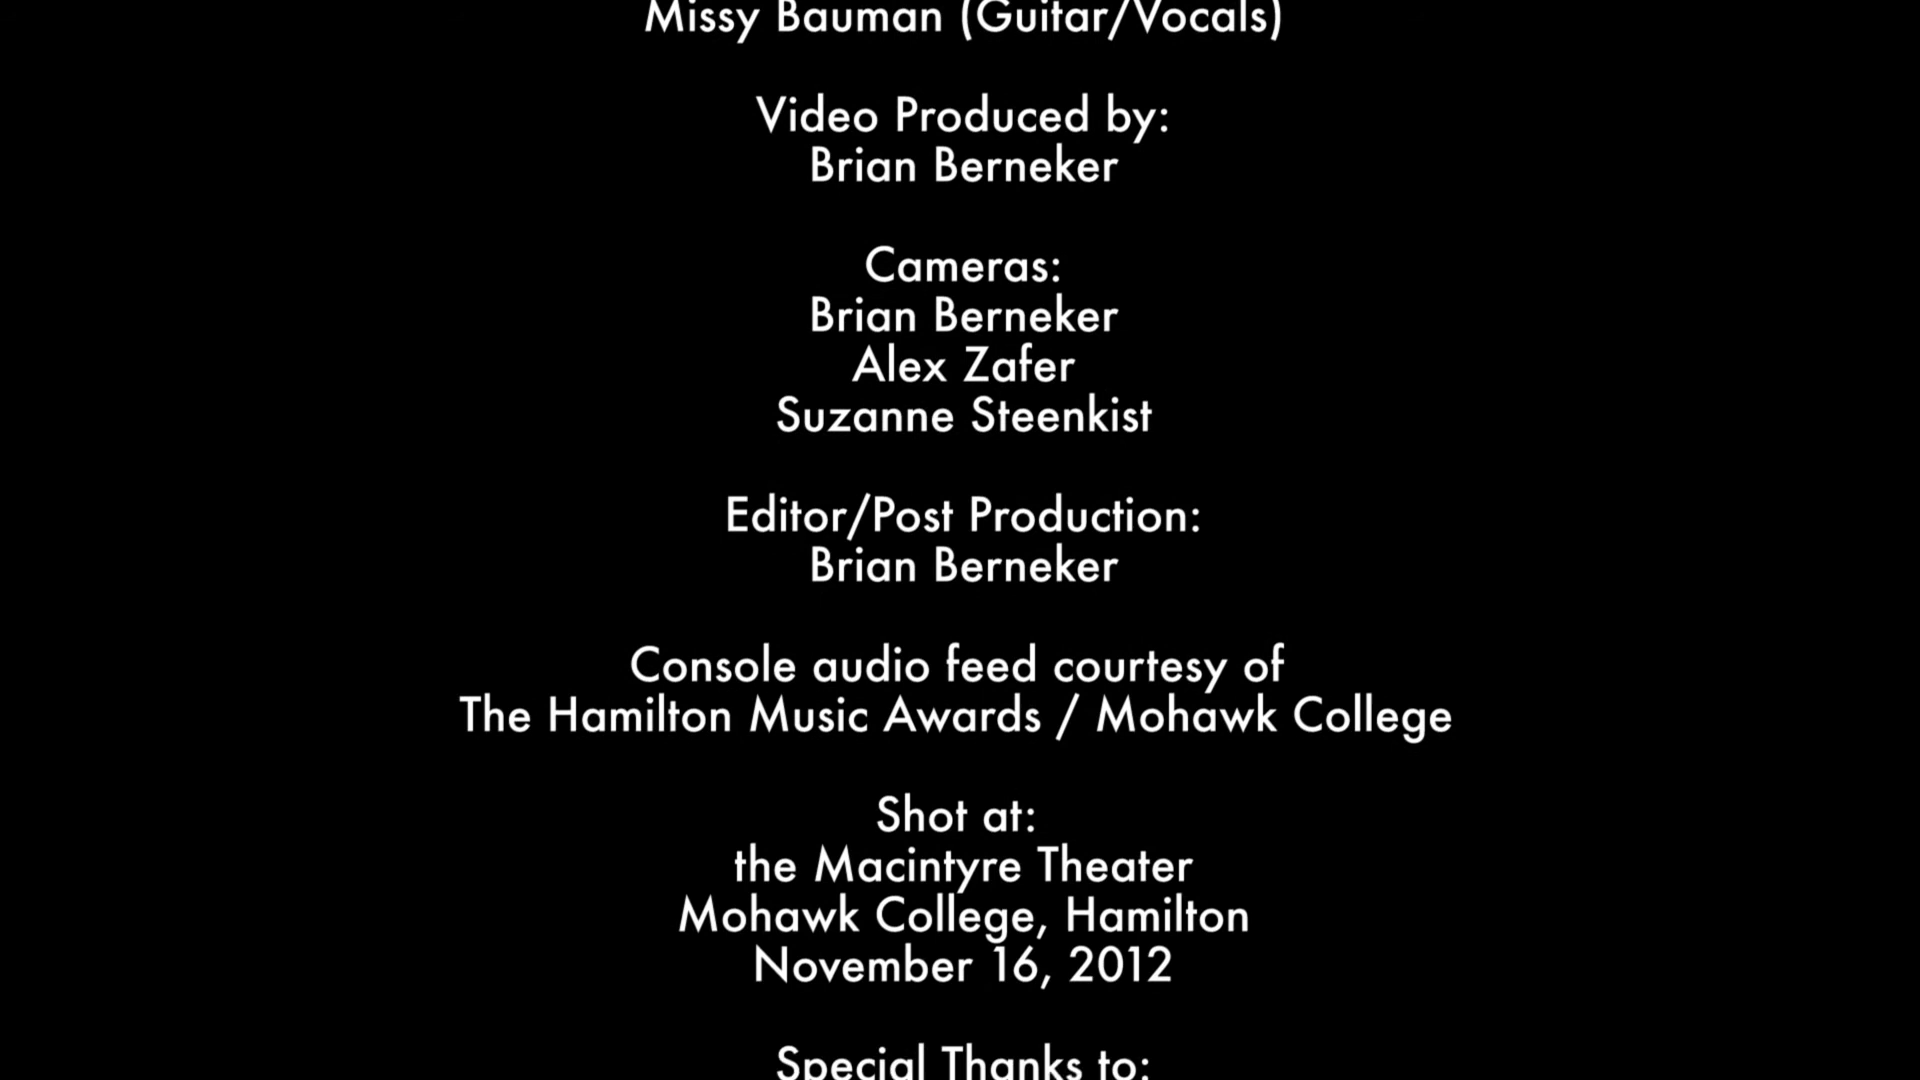 Missy Bauman (Guitar/Vocals)
Video Produced by:
Brian Berneker
Cameras:
Brian Berneker
Alex Zafer
Suzanne Steenkist
Editor/Post Production:
Brian Berneker
Console audio feed courtesy of
The Hamilton Music Awards / Mohawk College
Shot at:
the Macintyre Theater
Mohawk College, Hamilton
November 16, 2012
Special Thanks to: